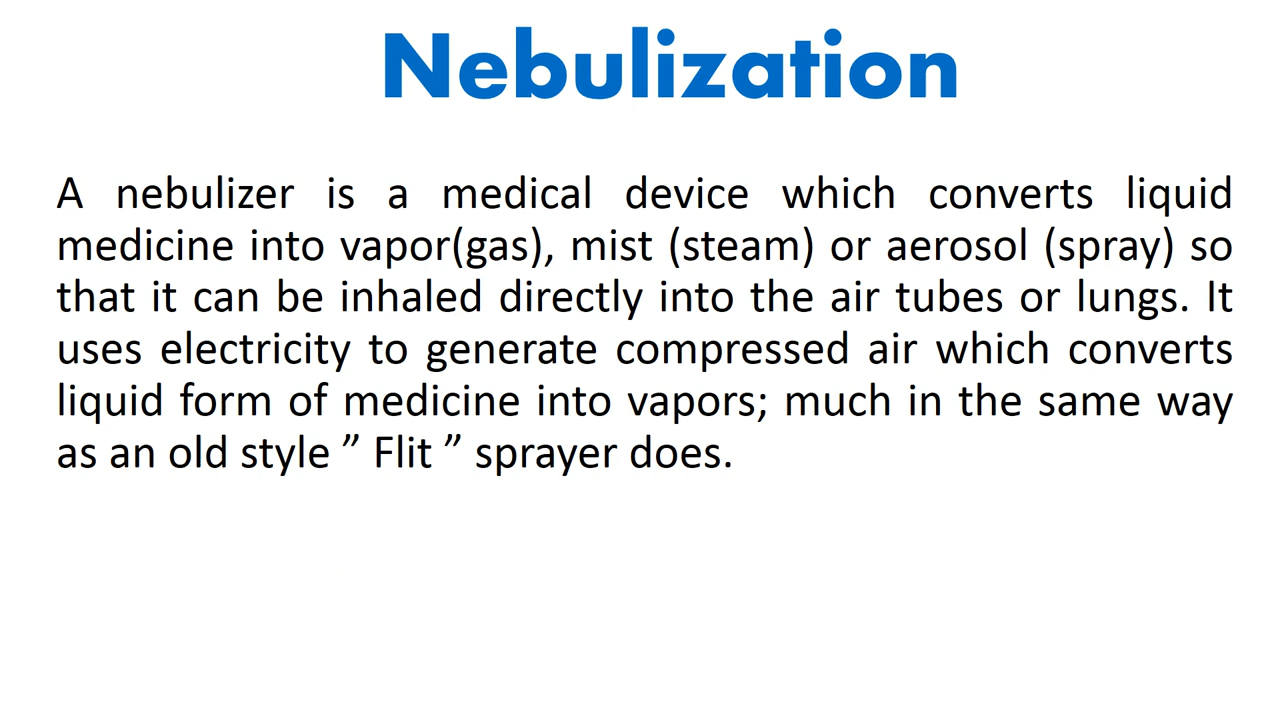 Nebulization
A nebulizer is a medical device which converts liquid
medicine into vapor(gas), mist (steam) or aerosol (spray) so
that it can be inhaled directly into the air tubes or lungs. It
uses electricity to generate compressed air which converts
liquid form of medicine into vapors; much in the same way
as an old style ” Flit ” sprayer does.